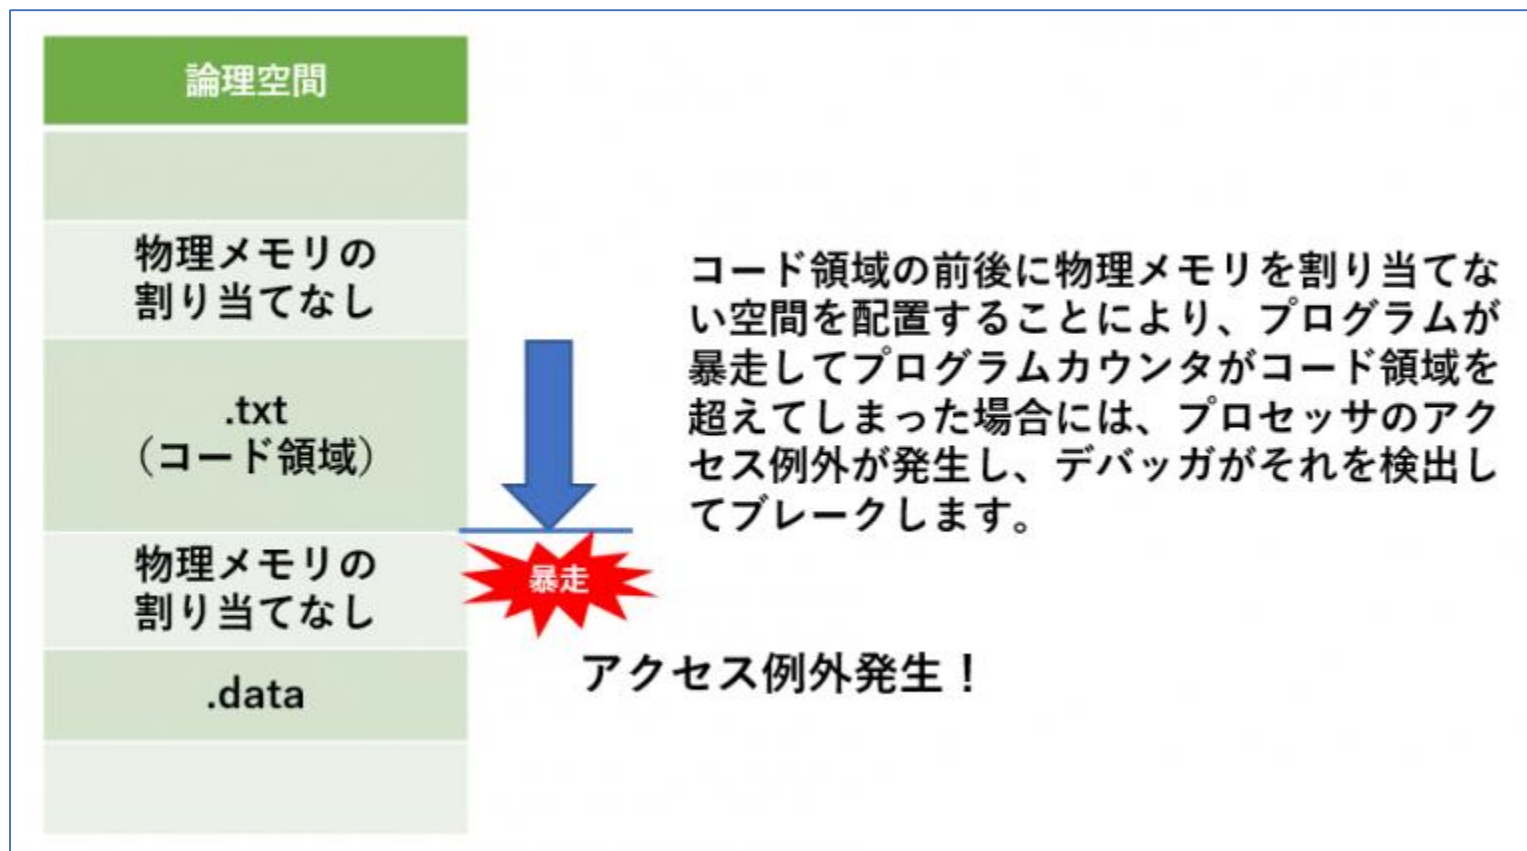 論理空間
物理メモリの
割り当てなし
.txt
（コード領域）
物理メモリの
割り当てなし
.data
コード領域の前後に物理メモリを割り当てな
い空間を配置することにより、プログラムが
暴走してプログラムカウンタがコード領域を
超えてしまった場合には、プロセッサのアク
セス例外が発生し、デバッガがそれを検出し
てブレークします。
暴走
アクセス例外発生！